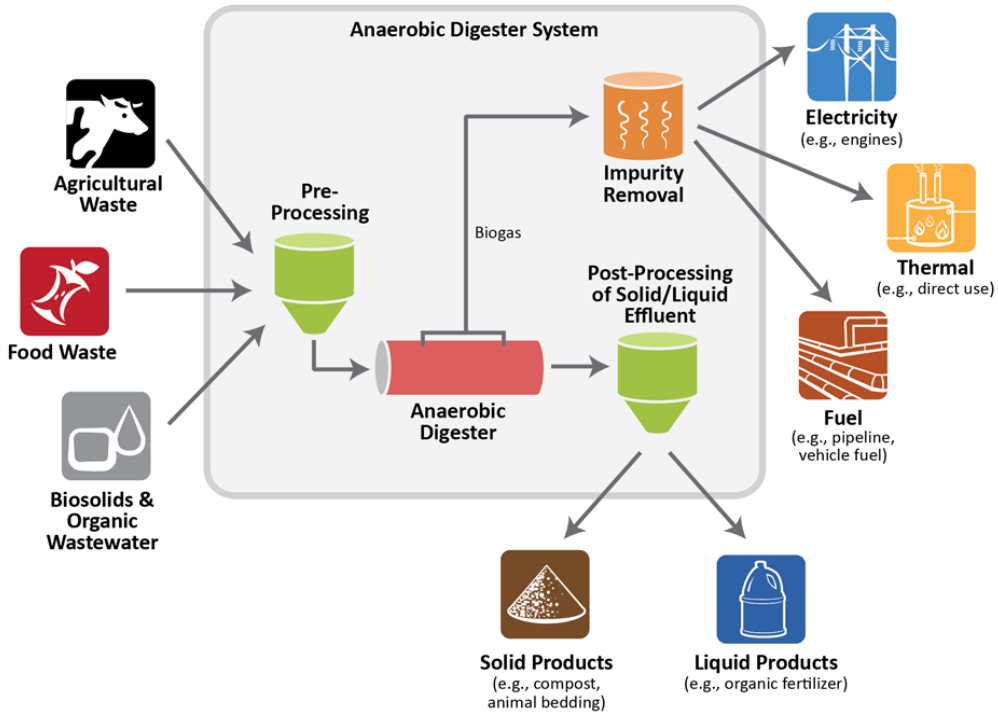 Anaerobic Digester System
Agricultural
Waste
Food Waste
Biosolids &
Organic
Wastewater
Pre-
Processing
Biogas
Anaerobic
Digester
Impurity
Removal
Post-Processing
of Solid/Liquid
Effluent
Electricity
(e.g., engines)
Thermal
(e.g., direct use)
Fuel
(e.g., pipeline,
vehicle fuel)
Solid Products
(e.g., compost,
animal bedding)
Liquid Products
(e.g., organic fertilizer)